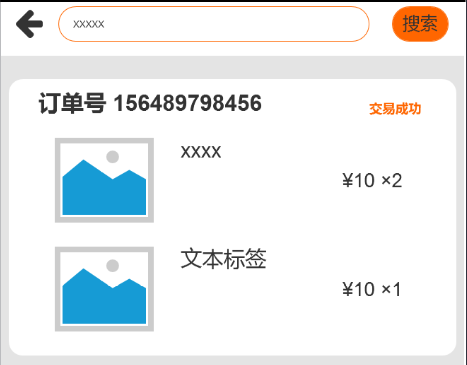 xxxxx
搜索
订单号 156489798456
交易成功
xxxx
¥10 ×2
文本标签
¥10 ×1